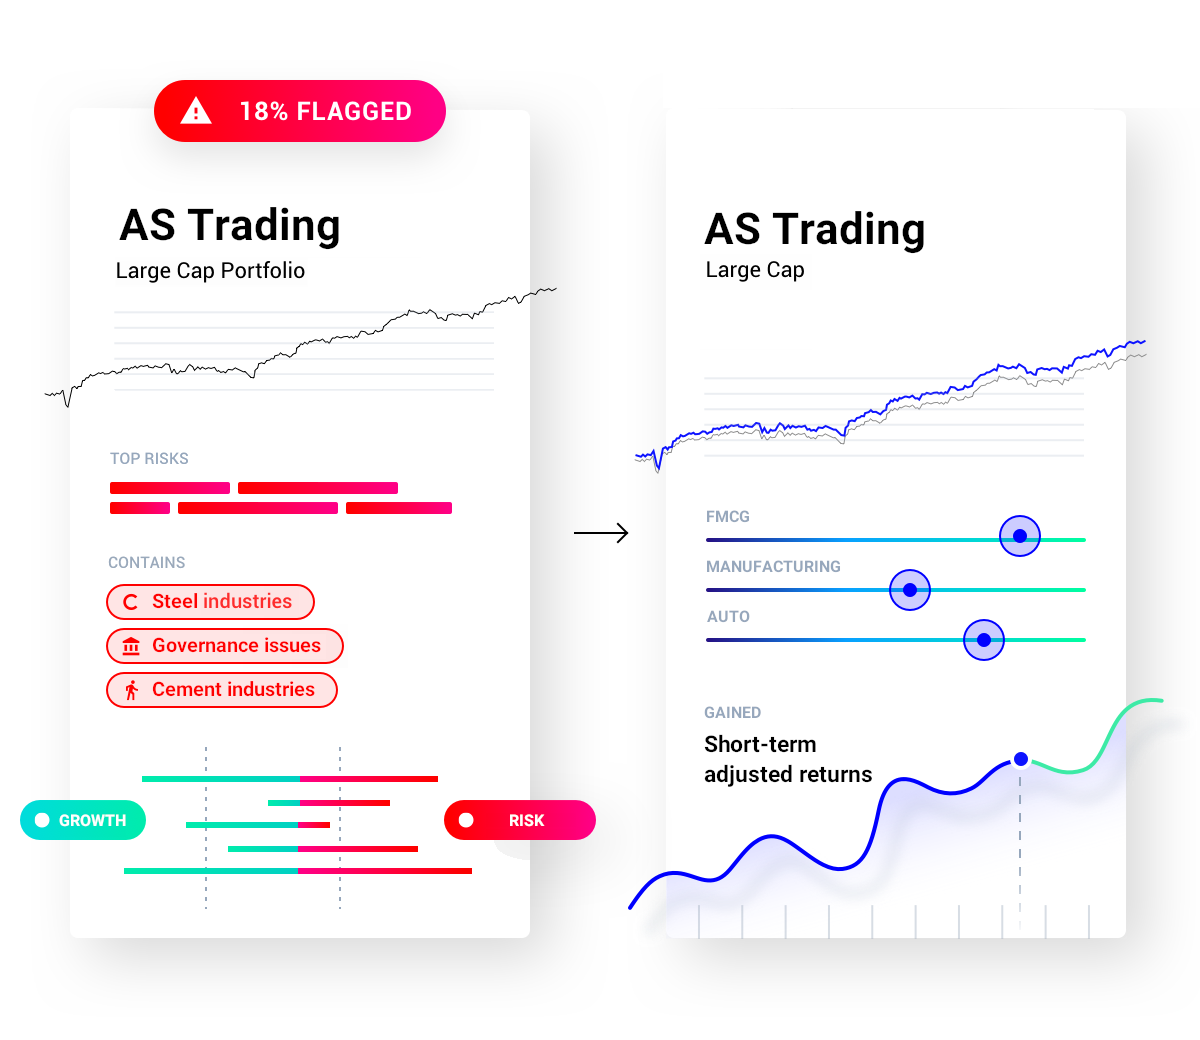 18% FLAGGED
AS Trading
Large Cap Portfolio
TOP RISKS
CONTAINS
Steel industries
Governance issues
Cement industries
GROWTH
RISK
AS Trading
Large Cap
FMCG
MANUFACTURING
AUTO
GAINED
Short-term
adjusted returns